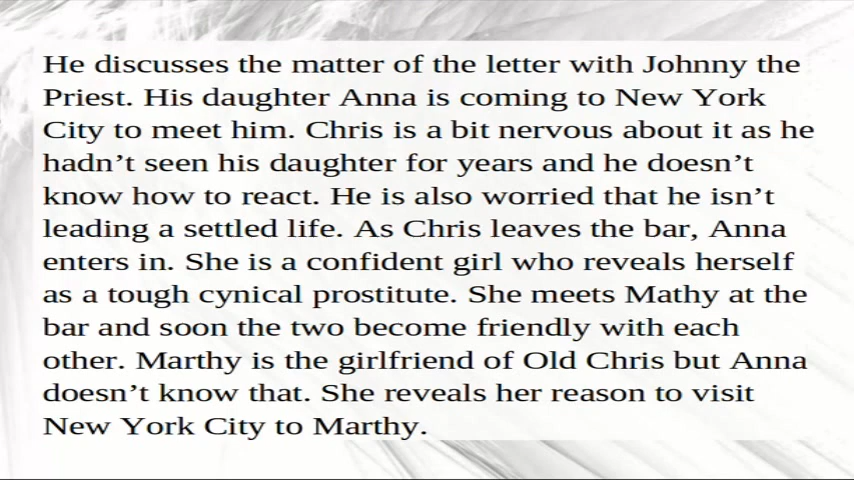 He discusses the matter of the letter with Johnny the
Priest. His daughter Anna is coming to New York
City to meet him. Chris is a bit nervous about it as he
hadn’t seen his daughter for years and he doesn’t
know how to react. He is also worried that he isn’t
leading a settled life. As Chris leaves the bar, Anna
enters in. She is a confident girl who reveals herself
as a tough cynical prostitute. She meets Mathy at the
bar and soon the two become friendly with each
other. Marthy is the girlfriend of Old Chris but Anna
doesn’t know that. She reveals her reason to visit
New York City to Marthy.